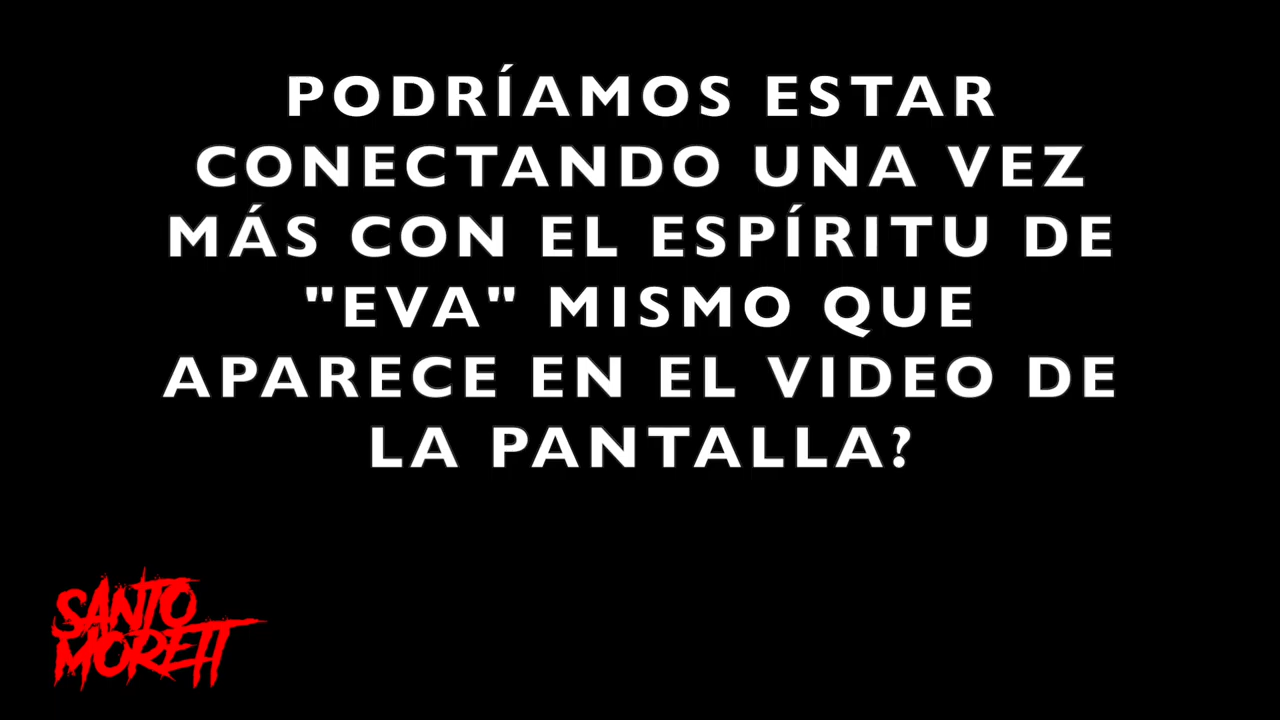 PODRÍAMOS ESTAR
CONECTANDO UNA VEZ
MÁS CON EL ESPÍRITU DE
"EVA" MISMO QUE
APARECE EN EL VIDEO DE
LA PANTALLA?
SANTO
MORETT